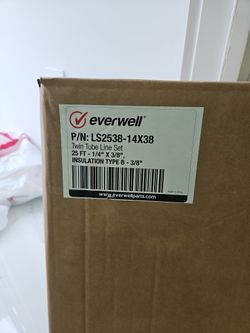 everwell®
P/N: LS2538-14X38
Twin Tube Line Set
25 FT - 1/4" X 3/8",
INSULATION TYPE B - 3/8"
www.everwellparts.com